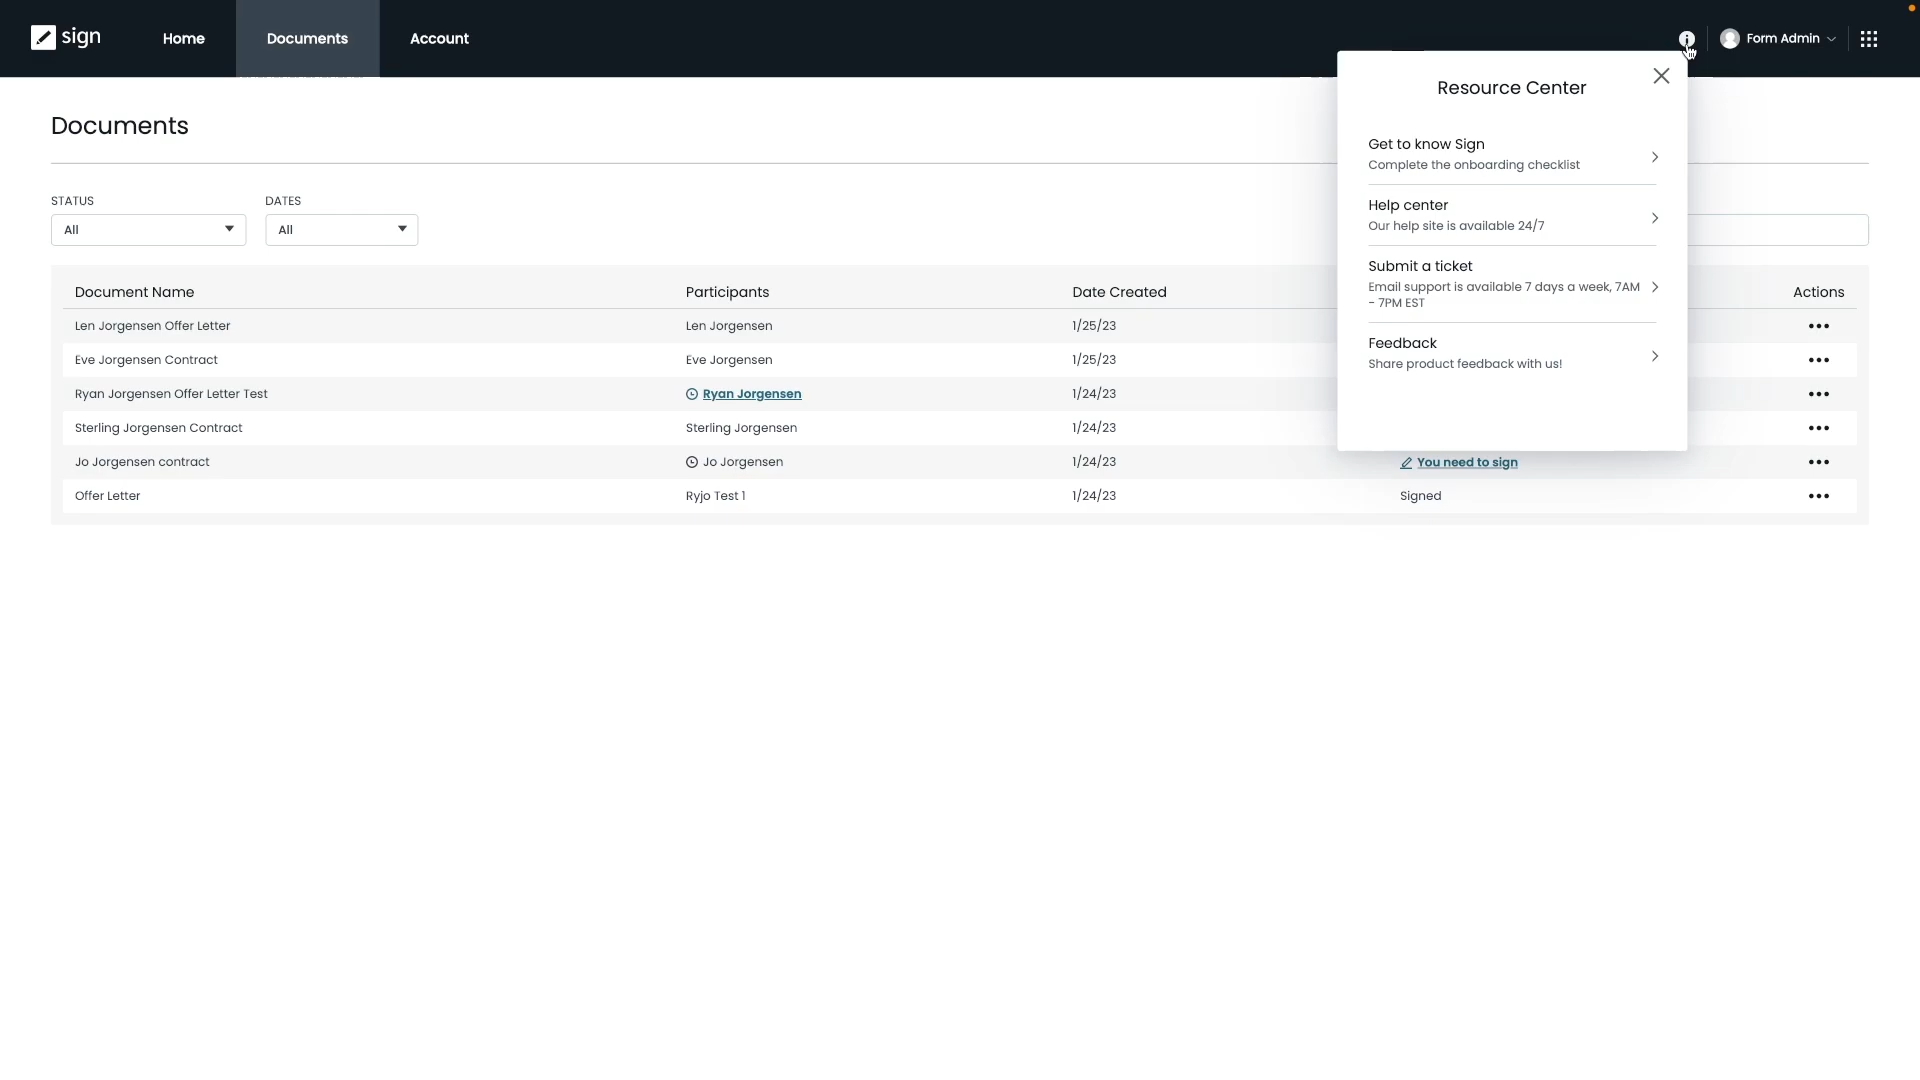 sign Home Documents Account Form Admin
Documents
STATUS DATES
All All
Document Name Participants Date Created Actions
Len Jorgensen Offer Letter Len Jorgensen 1/25/23
Eve Jorgensen Contract Eve Jorgensen 1/25/23
Ryan Jorgensen Offer Letter Test Ryan Jorgensen 1/24/23
Sterling Jorgensen Contract Sterling Jorgensen 1/24/23
Jo Jorgensen contract Jo Jorgensen 1/24/23 You need to sign
Offer Letter Ryjo Test 1 1/24/23 Signed
Resource Center
Get to know Sign
Complete the onboarding checklist
Help center
Our help site is available 24/7
Submit a ticket
Email support is available 7 days a week, 7AM
- 7PM EST
Feedback
Share product feedback with us!